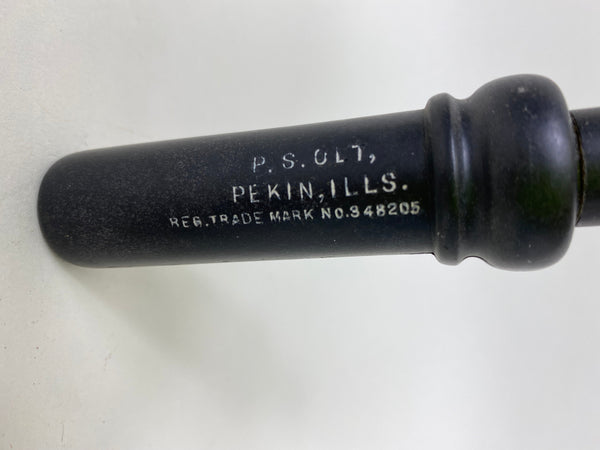 P.S.OLT,
PEKIN,ILLS.
REG.TRADE MARK NO.348205